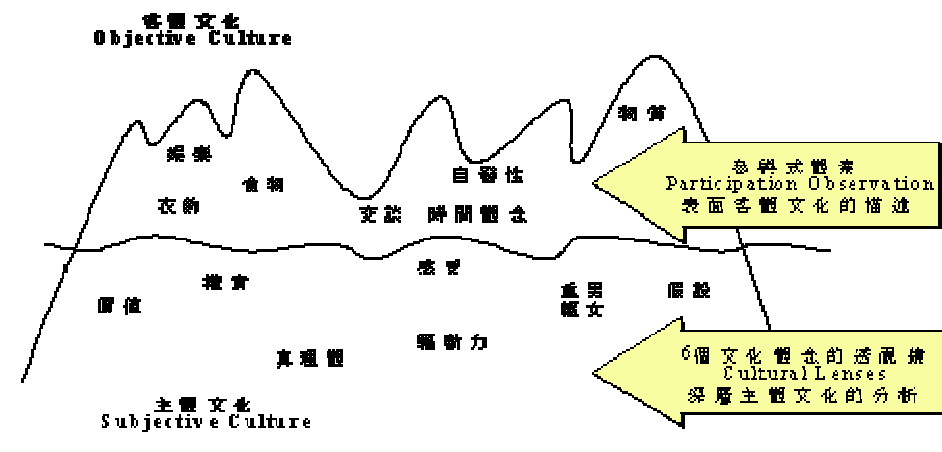 客觀文化
Objective Culture
物質
娛樂
自發性
食物
衣飾
交談
時間觀念
參與式觀察
Participation Observation
表面客觀文化的描述
感受
權責
價值
重男
輕女
假設
驅動力
真理觀
6個文化觀念的透視鏡
Cultural Lenses
深層主觀文化的分析
主觀文化
Subjective Culture